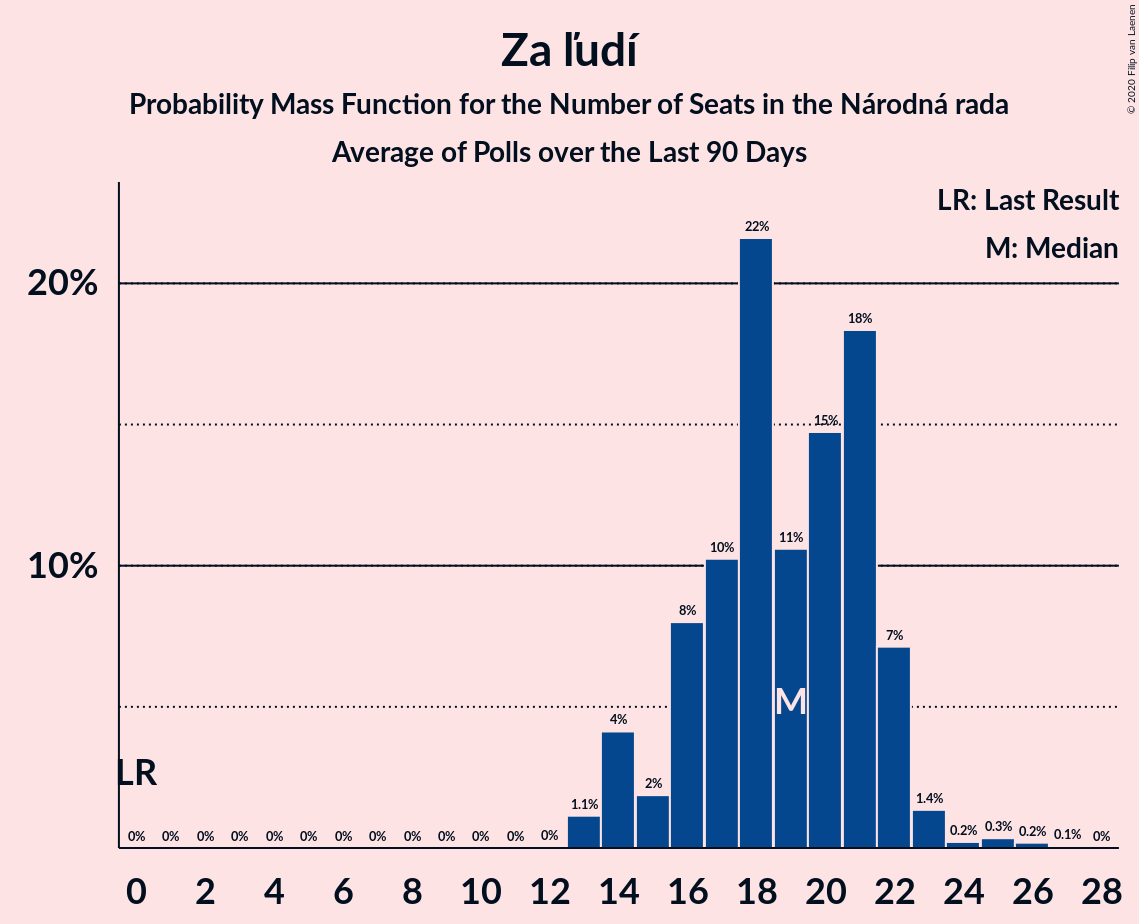 © 2020 Filip van Laenen
Za ľudí
Probability Mass Function for the Number of Seats in the Národná rada
Average of Polls over the Last 90 Days
LR: Last Result
M: Median
20%
10%
22%
18%
15%
11%
10%
8%
7%
4%
2%
1.1%
1.4%
0.2%
0.3%
0.2%
0.1%
0%
0% 0% 0% 0% 0% 0% 0% 0% 0% 0% 0% 0% 0%
M
LR
0 2 4 6 8 10 12 14 16 18 20 22 24 26 28